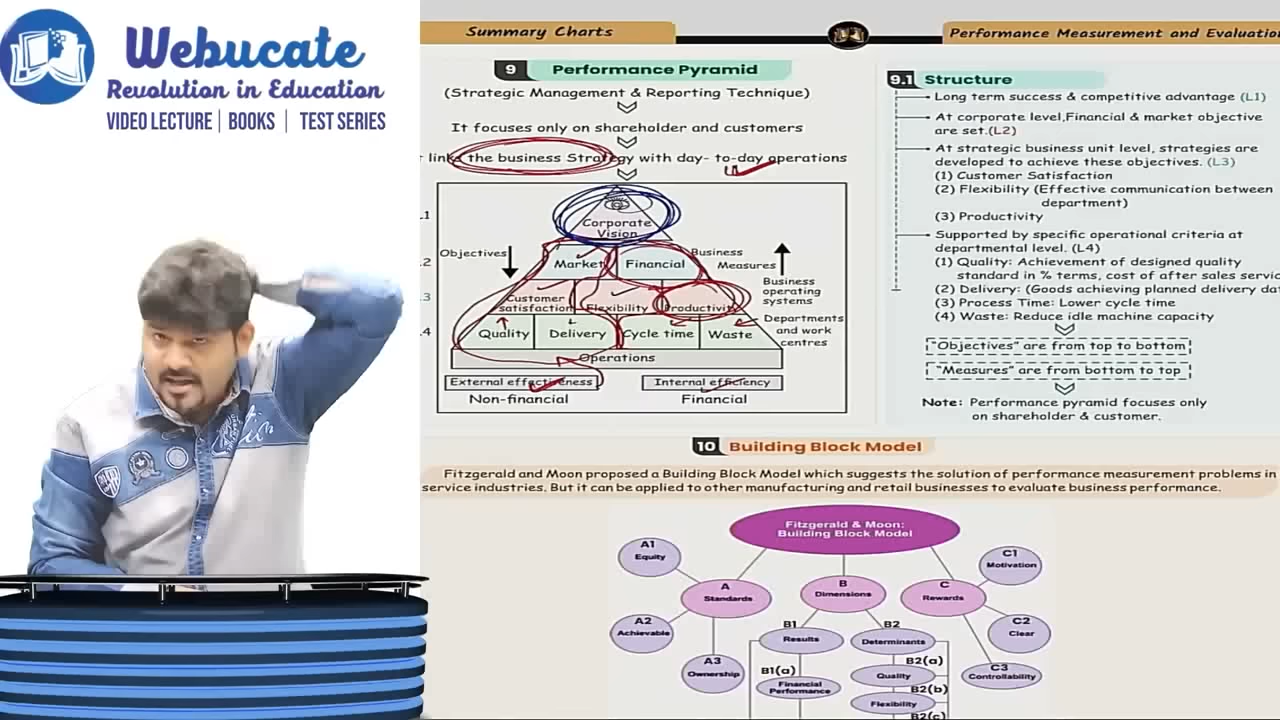 Webucate
Revolution in Education
VIDEO LECTURE | BOOKS | TEST SERIES
Summary Charts
Performance Measurement and Evaluation
9 Performance Pyramid
(Strategic Management & Reporting Technique)
It focuses only on shareholder and customers
links the business Strategy with day- to-day operations
L1
Corporate
Vision
Objectives
Market
Financial
Business
Measures
Customer
satisfaction
Flexibility
Productivity
Business
operating
systems
Quality
Delivery
Cycle time
Waste
Departments
and work
centres
Operations
External effectiveness
Internal efficiency
Non-financial
Financial
9.1 Structure
Long term success & competitive advantage (L1)
At corporate level,Financial & market objective
are set.(L2)
At strategic business unit level, strategies are
developed to achieve these objectives. (L3)
(1) Customer Satisfaction
(2) Flexibility (Effective communication between
department)
(3) Productivity
Supported by specific operational criteria at
departmental level. (L4)
(1) Quality: Achievement of designed quality
standard in % terms, cost of after sales
(2) Delivery: (Goods achieving planned delivery
(3) Process Time: Lower cycle time
(4) Waste: Reduce idle machine capacity
"Objectives" are from top to bottom
"Measures" are from bottom to top
Note: Performance pyramid focuses only
on shareholder & customer.
10 Building Block Model
Fitzgerald and Moon proposed a Building Block Model which suggests the solution of performance measurement problems in
service industries. But it can be applied to other manufacturing and retail businesses to evaluate business performance.
Fitzgerald & Moon:
Building Block Model
A1
Equity
A
Standards
B
Dimensions
C
Rewards
C1
Motivation
A2
Achievable
B1
Results
B2
Determinants
C2
Clear
A3
Ownership
B1(a)
Financial
Performance
B2(a)
Quality
B2(b)
Flexibility
B2(c)
C3
Controllability